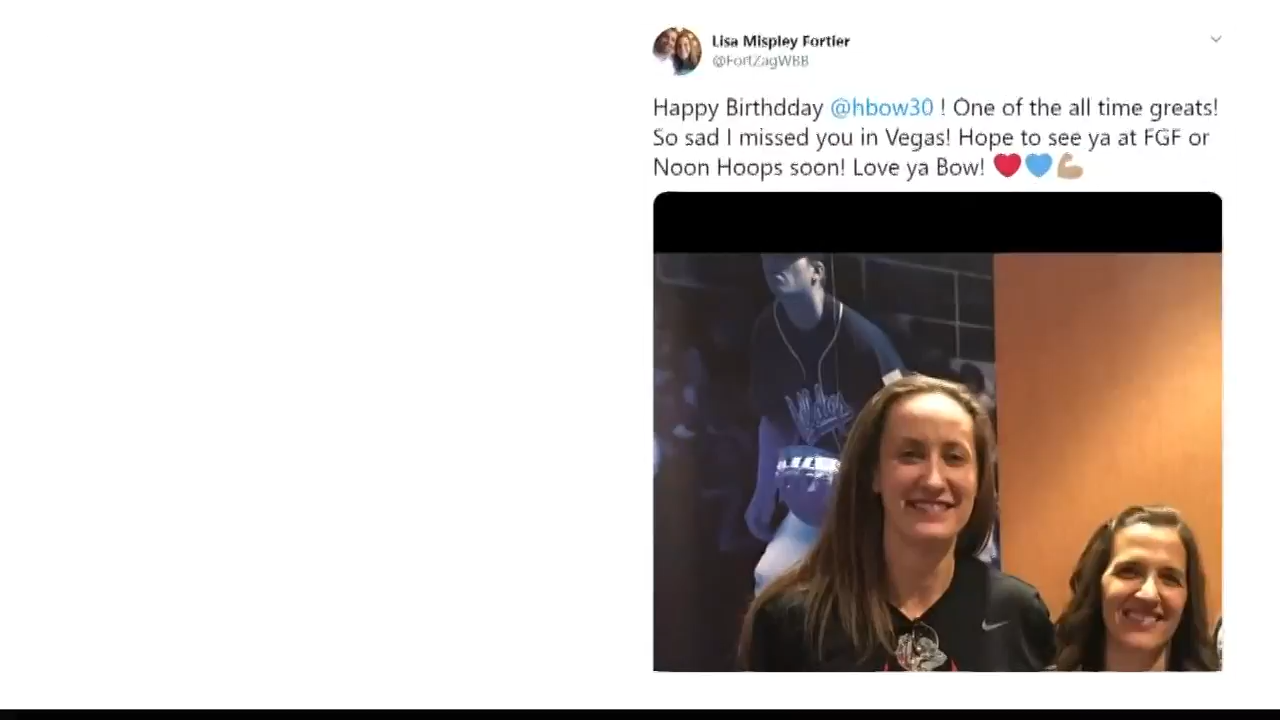 Lisa Mispley Fortier
@FortZagWBB
Happy Birthdday @hbow30 ! One of the all time greats!
So sad I missed you in Vegas! Hope to see ya at FGF or
Noon Hoops soon! Love ya Bow! ❤️💙💪🏼